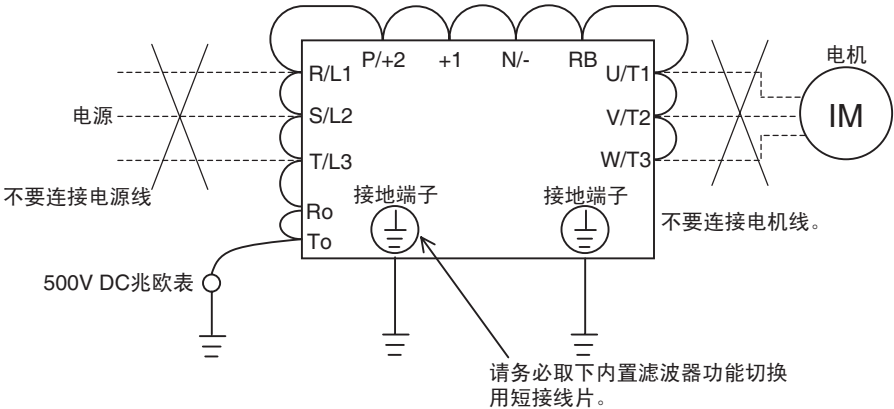 P/+2 +1 N/- RB
R/L1
S/L2
T/L3
Ro
To
U/T1
V/T2
W/T3
电机
IM
电源
不要连接电源线
接地端子
接地端子
不要连接电机线。
500V DC兆欧表
请务必取下内置滤波器功能切换
用短接线片。